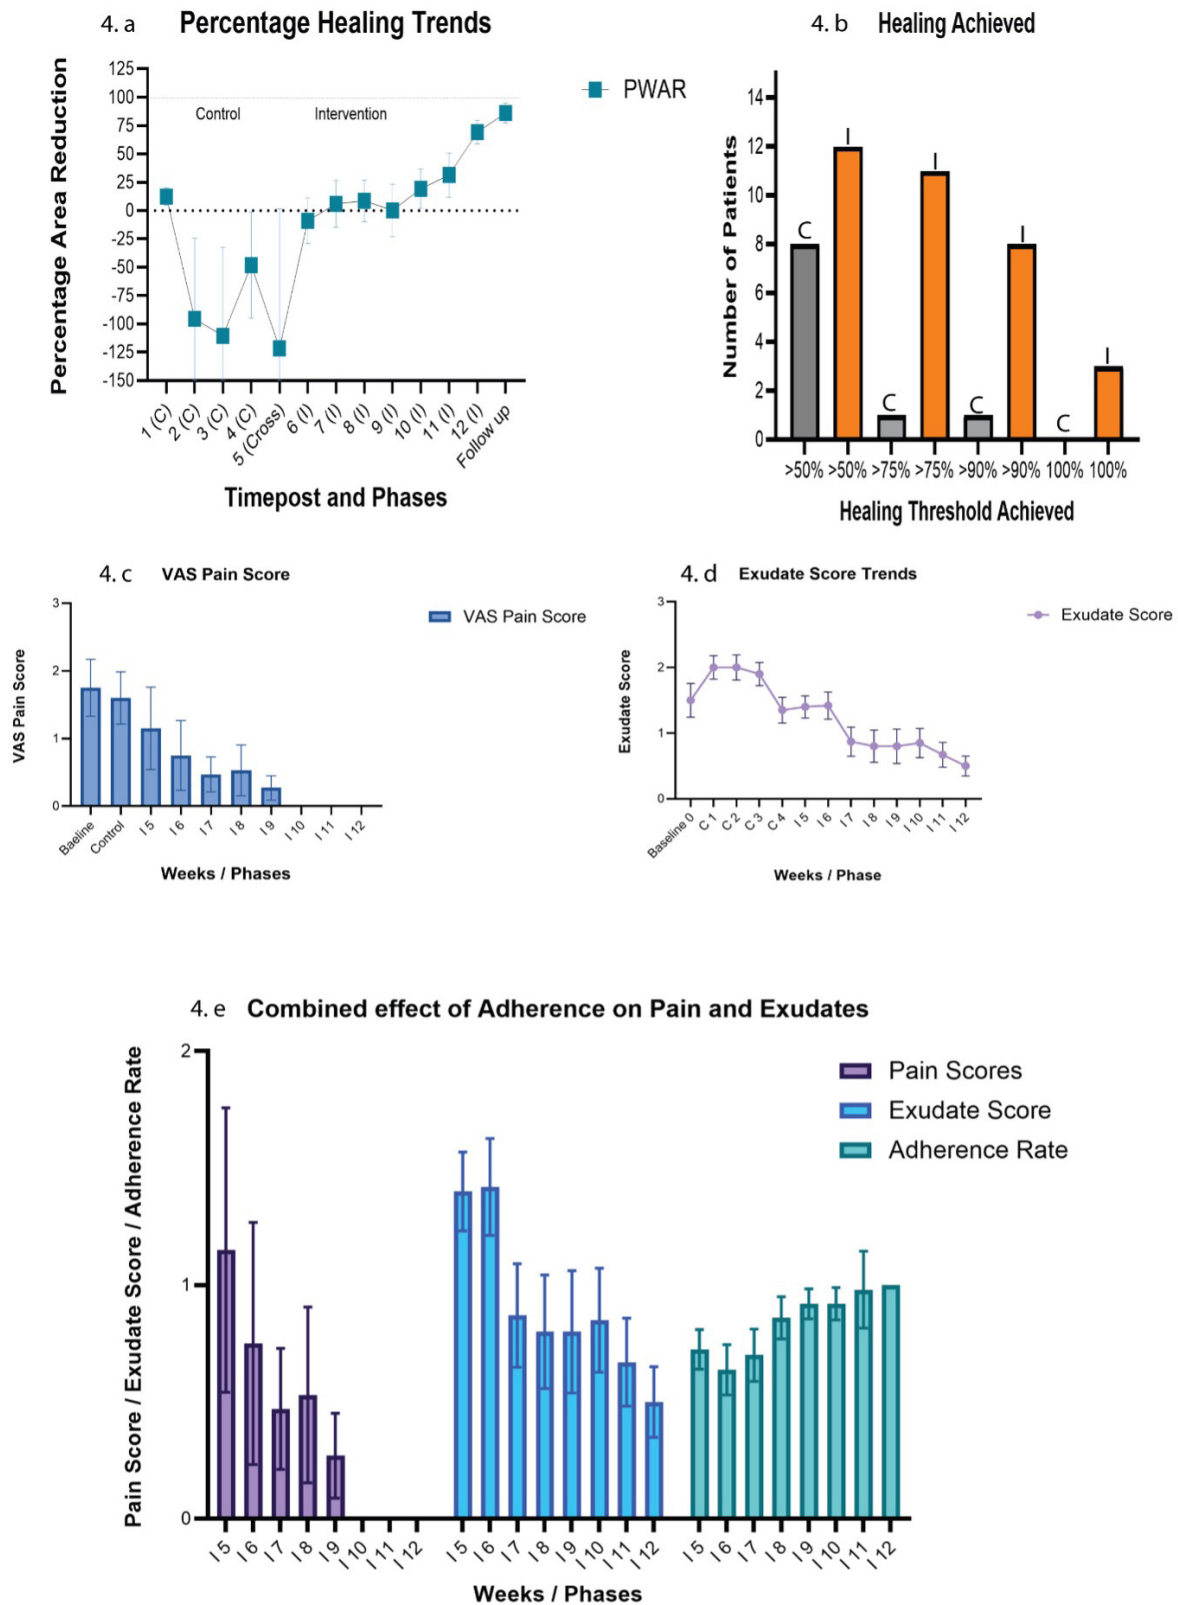 4. a Percentage Healing Trends
Percentage Area Reduction
125
100
75
50
25
0
-25
-50
-75
-100
-125
-150
Control
Intervention
PWAR
1 (C)
2 (C)
3 (C)
4 (C)
5 (Cross)
6 (I)
7 (I)
8 (I)
9 (I)
10 (I)
11 (I)
12 (I)
Follow up
Timepost and Phases
4. b Healing Achieved
Number of Patients
14
12
10
8
6
4
2
0
C
I
C
I
C
I
C
I
>50%
>50%
>75%
>75%
>90%
>90%
100%
100%
Healing Threshold Achieved
4. c VAS Pain Score
VAS Pain Score
3
2
1
0
VAS Pain Score
Baeline
Control
I 5
I 6
I 7
I 8
I 9
I 10
I 11
I 12
Weeks / Phases
4. d Exudate Score Trends
Exudate Score
3
2
1
0
Exudate Score
Baseline 0
C 1
C 2
C 3
C 4
I 5
I 6
I 7
I 8
I 9
I 10
I 11
I 12
Weeks / Phase
4. e Combined effect of Adherence on Pain and Exudates
Pain Score / Exudate Score / Adherence Rate
2
1
0
Pain Scores
Exudate Score
Adherence Rate
I 5
I 6
I 7
I 8
I 9
I 10
I 11
I 12
I 5
I 6
I 7
I 8
I 9
I 10
I 11
I 12
I 5
I 6
I 7
I 8
I 9
I 10
I 11
I 12
Weeks / Phases